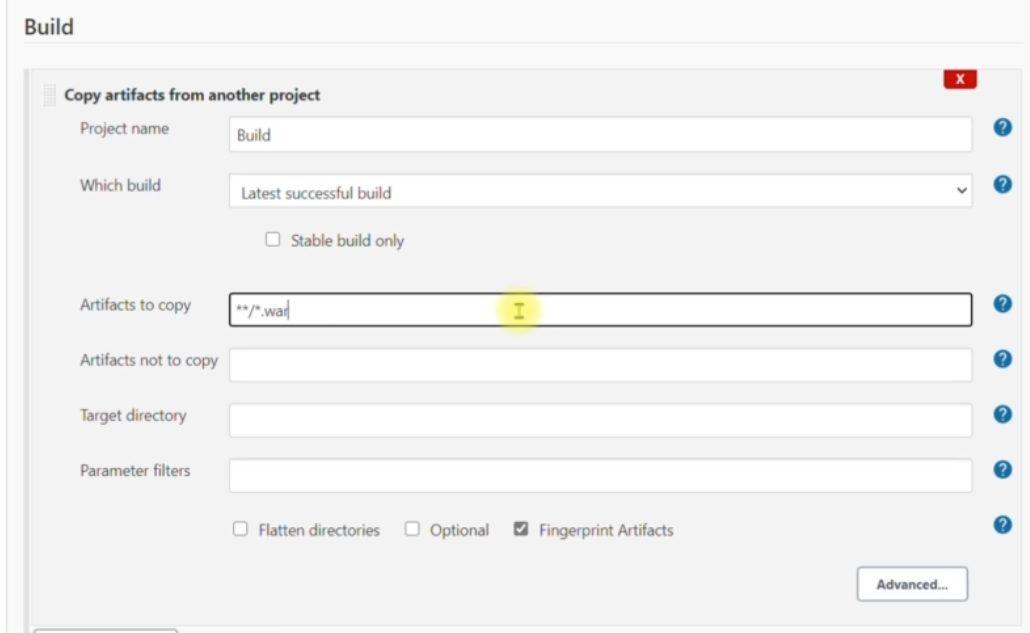 Build
X
Copy artifacts from another project
Project name
Build
Which build
Latest successful build
Stable build only
Artifacts to copy
**/*.war
Artifacts not to copy
Target directory
Parameter filters
Flatten directories Optional Fingerprint Artifacts
Advanced...